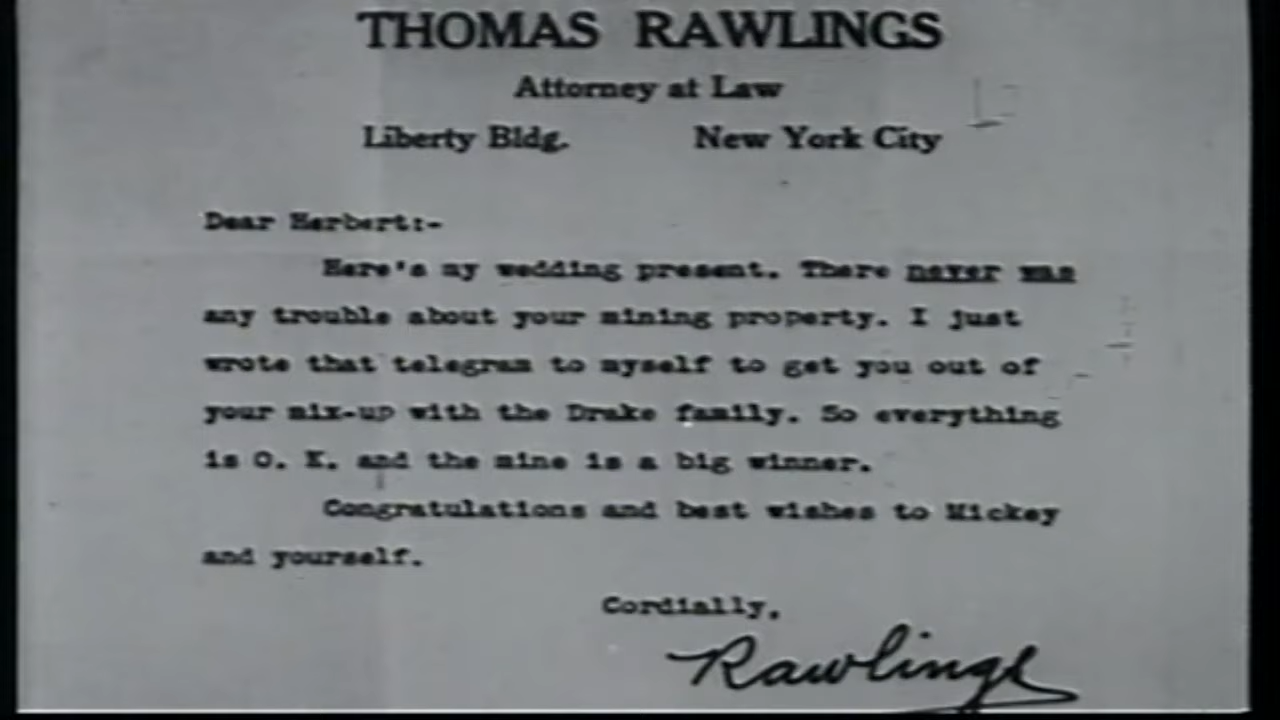 THOMAS RAWLINGS
Attorney at Law
Liberty Bldg. New York City
Dear Herbert:-
Here's my wedding present. There never was
any trouble about your mining property. I just
wrote that telegram to myself to get you out of
your mix-up with the Drake family. So everything
is O. K. and the mine is a big winner.
Congratulations and best wishes to Mickey
and yourself.
Cordially,
Rawlings